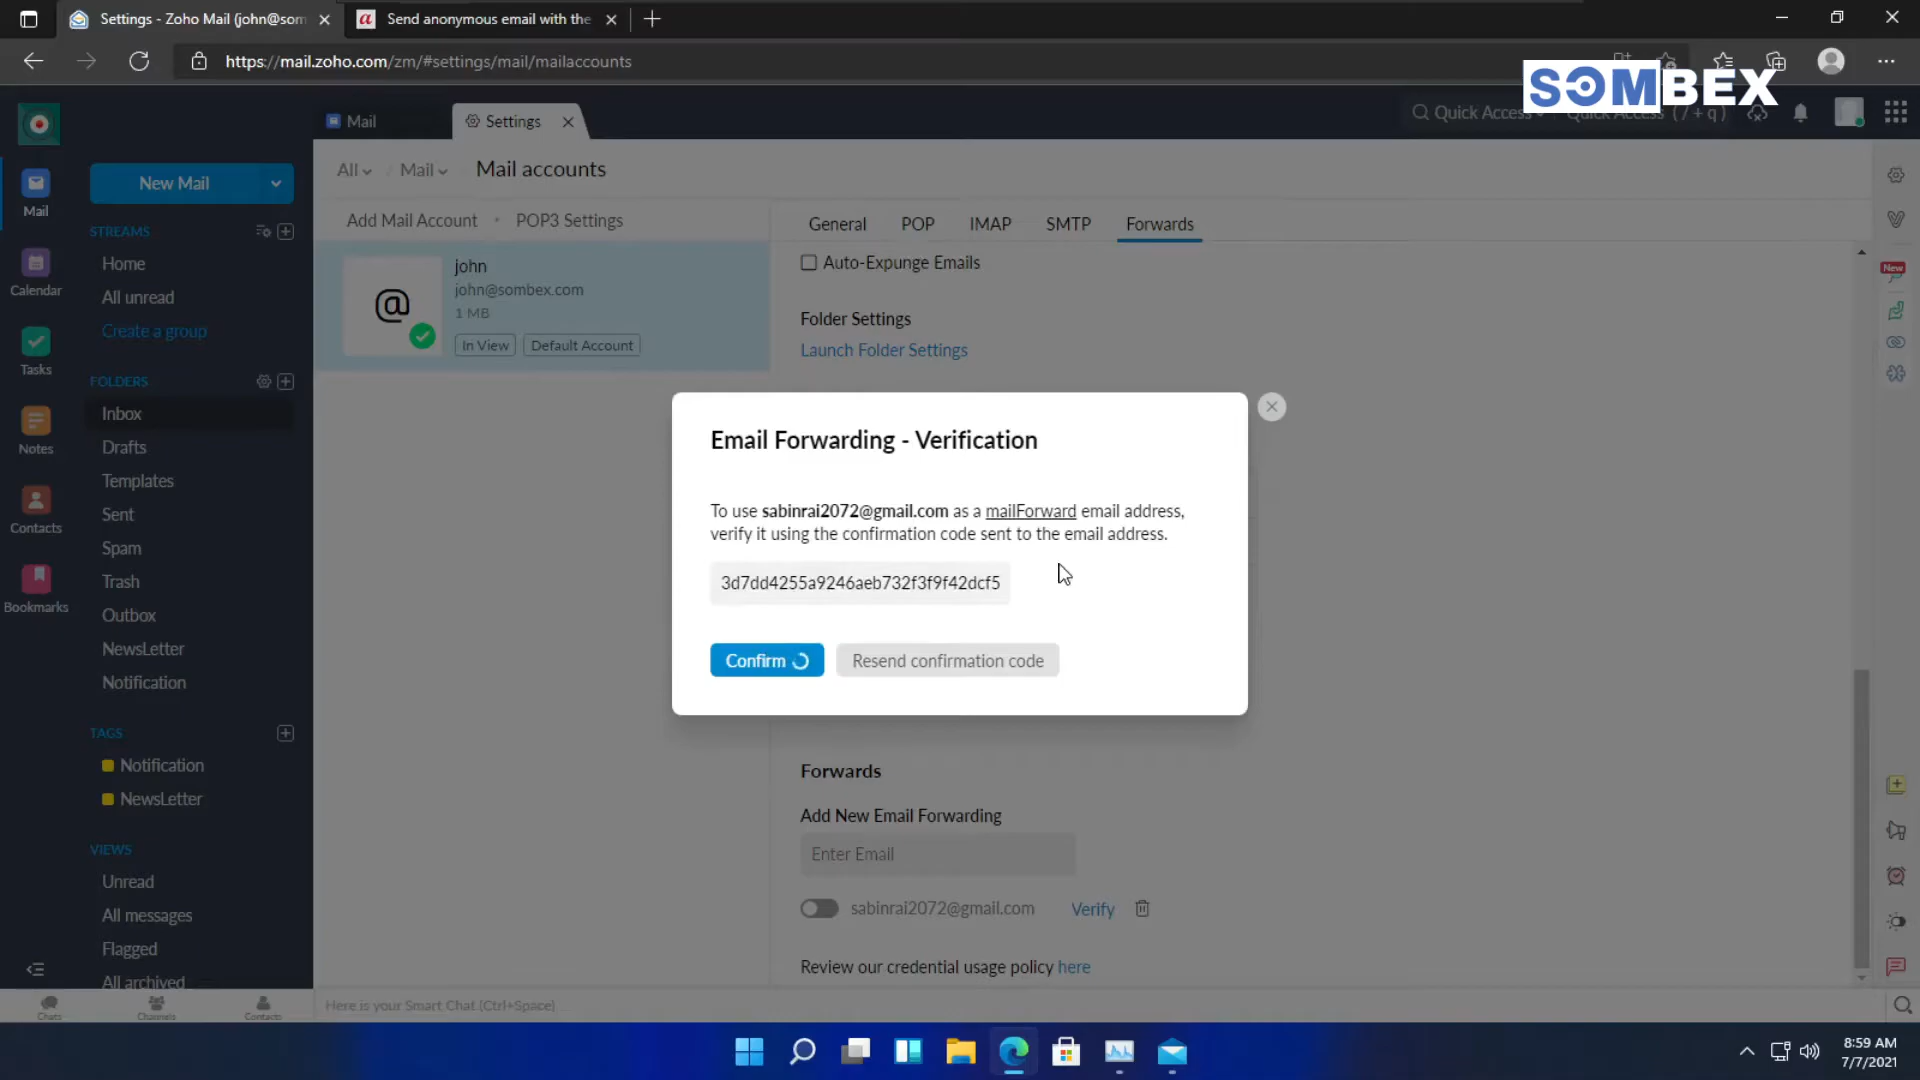 Settings - Zoho Mail (john@som
Send anonymous email with the
https://mail.zoho.com/zm/#settings/mail/mailaccounts
SOMBEX
Mail
Settings
Quick Access
Quick Access (/ + q)
New Mail
All
Mail
Mail accounts
Mail
Calendar
Tasks
Notes
Contacts
Bookmarks
STREAMS
Home
All unread
Create a group
FOLDERS
Inbox
Drafts
Templates
Sent
Spam
Trash
Outbox
NewsLetter
Notification
TAGS
Notification
NewsLetter
VIEWS
Unread
All messages
Flagged
All archived
Add Mail Account
POP3 Settings
john
john@sombex.com
1 MB
In View
Default Account
@
General
POP
IMAP
SMTP
Forwards
Auto-Expunge Emails
Folder Settings
Launch Folder Settings
New
Email Forwarding - Verification
To use sabinrai2072@gmail.com as a mailForward email address,
verify it using the confirmation code sent to the email address.
3d7dd4255a9246aeb732f3f9f42dcf5
Confirm
Resend confirmation code
Forwards
Add New Email Forwarding
Enter Email
sabinrai2072@gmail.com
Verify
Review our credential usage policy here
Chats
Channels
Contacts
Here is your Smart Chat (Ctrl+Space)
8:59 AM
7/7/2021